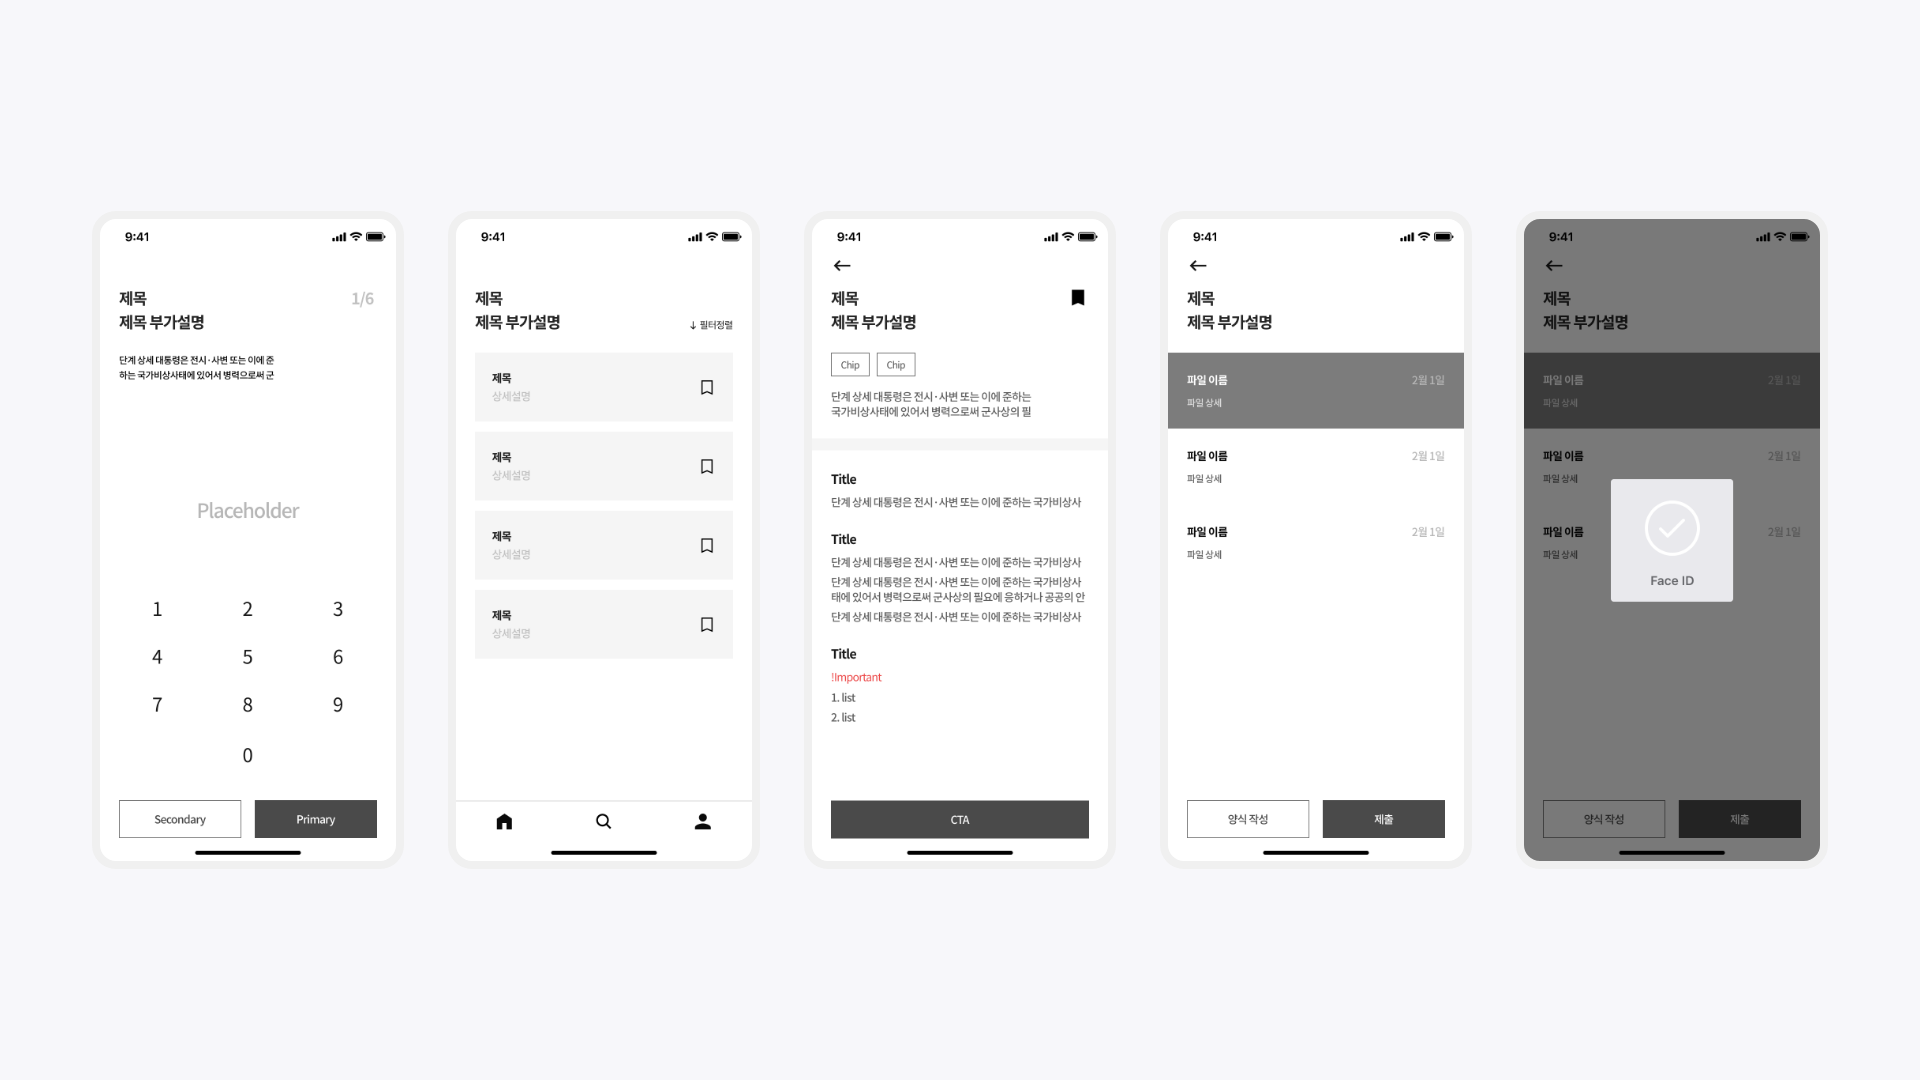 9:41
제목
1/6
제목 부가설명
단계 상세 대통령은 전시·사변 또는 이에 준
하는 국가비상사태에 있어서 병력으로써 군
Placeholder
1 2 3
4 5 6
7 8 9
0
Secondary
Primary
9:41
제목
제목 부가설명
↓ 필터정렬
제목
상세설명
제목
상세설명
제목
상세설명
제목
상세설명
9:41
제목
제목 부가설명
Chip
Chip
단계 상세 대통령은 전시·사변 또는 이에 준하는
국가비상사태에 있어서 병력으로써 군사상의 필
Title
단계 상세 대통령은 전시·사변 또는 이에 준하는 국가비상사
Title
단계 상세 대통령은 전시·사변 또는 이에 준하는 국가비상사
단계 상세 대통령은 전시·사변 또는 이에 준하는 국가비상사
태에 있어서 병력으로써 군사상의 필요에 응하거나 공공의 안
단계 상세 대통령은 전시·사변 또는 이에 준하는 국가비상사
Title
!Important
1. list
2. list
CTA
9:41
제목
제목 부가설명
파일 이름
2월 1일
파일 상세
파일 이름
2월 1일
파일 상세
파일 이름
2월 1일
파일 상세
양식 작성
제출
9:41
제목
제목 부가설명
파일 이름
2월 1일
파일 상세
파일 이름
2월 1일
파일 상세
파일 이름
2월 1일
파일 상세
Face ID
양식 작성
제출